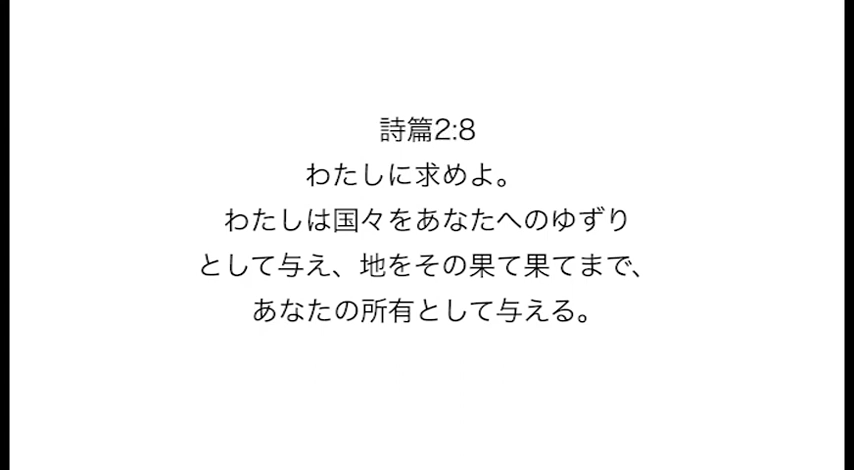 詩篇2:8
わたしに求めよ。
わたしは国々をあなたへのゆずり
として与え、地をその果て果てまで、
あなたの所有として与える。